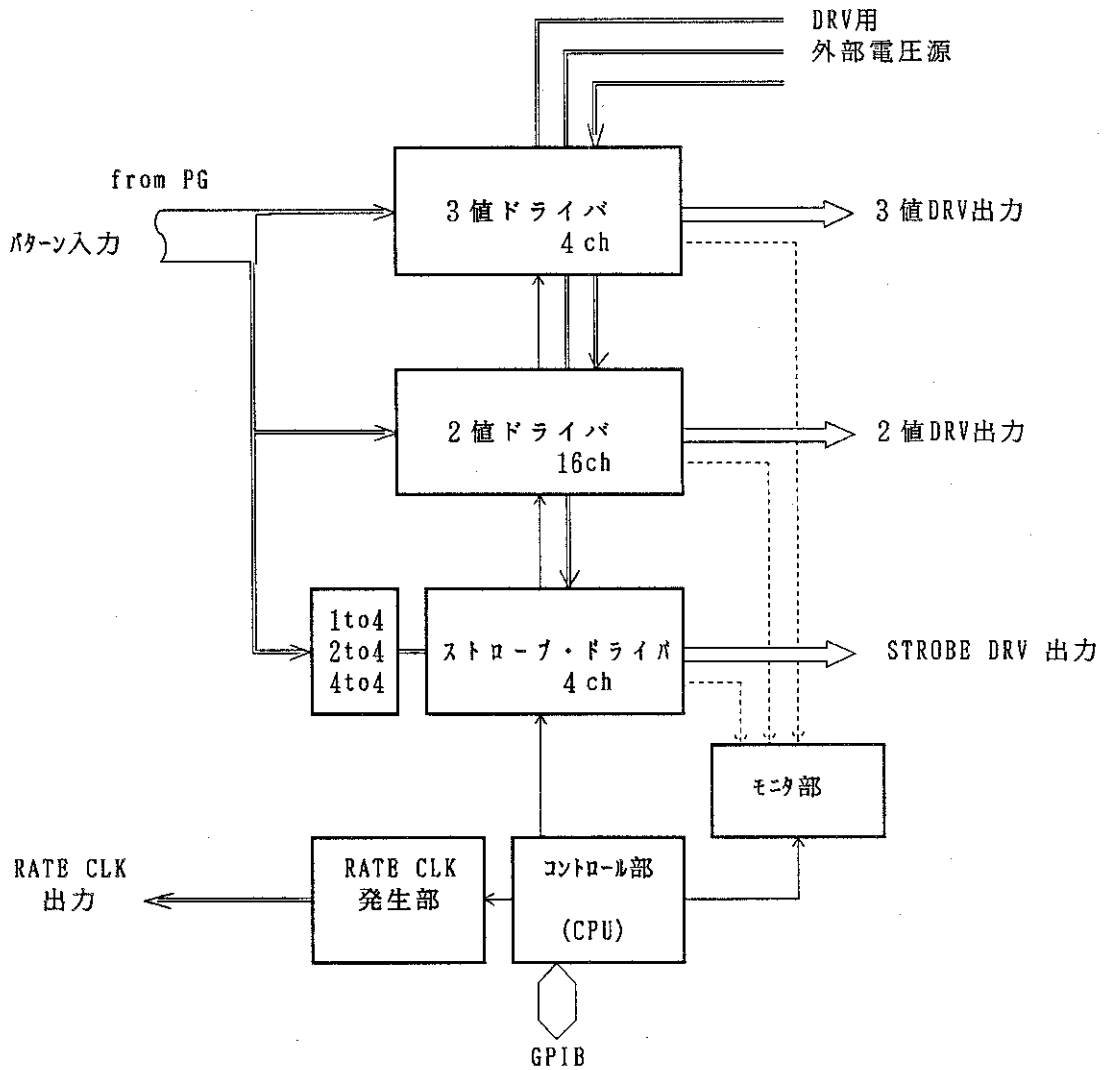 DRV用
外部電圧源
from PG
パターン入力
3値ドライバ
4ch
3値DRV出力
2値ドライバ
16ch
2値DRV出力
1to4
2to4
4to4
ストローブ・ドライバ
4ch
STROBE DRV 出力
モニタ部
RATE CLK
出力
RATE CLK
発生部
コントロール部
(CPU)
GPIB